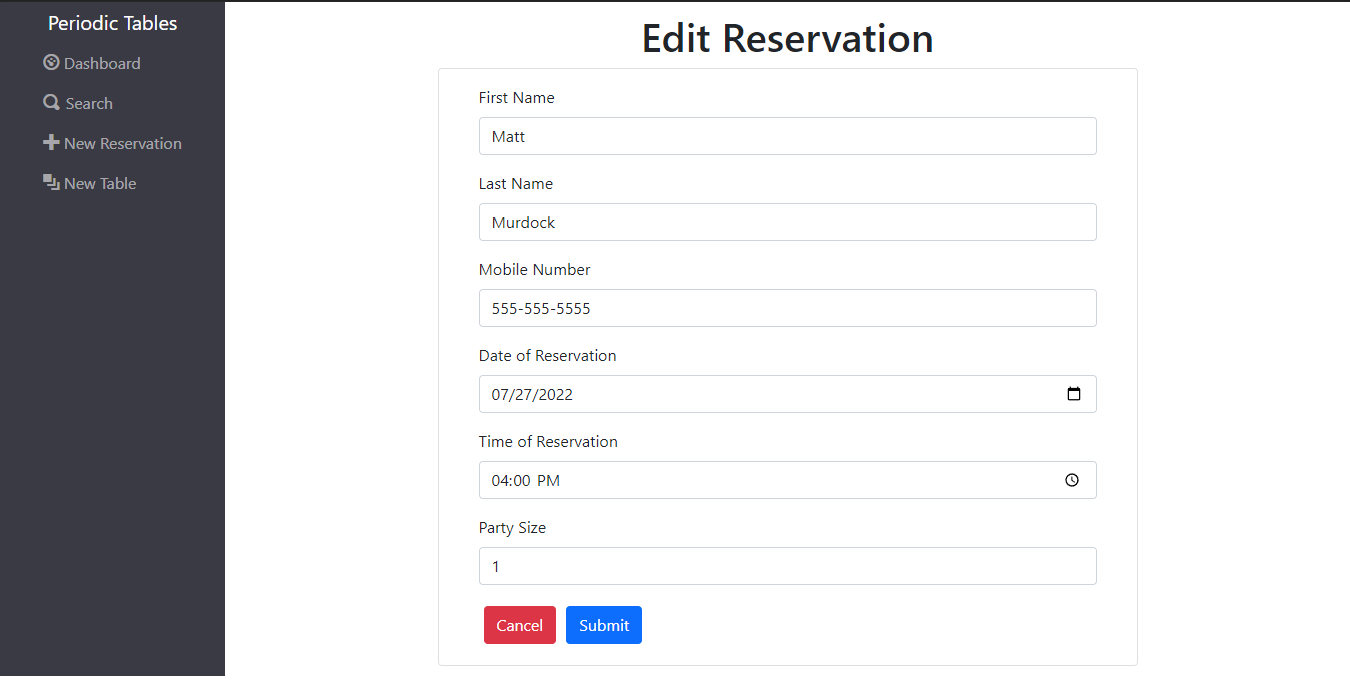 Periodic Tables
Dashboard
Search
New Reservation
New Table
Edit Reservation
First Name
Matt
Last Name
Murdock
Mobile Number
555-555-5555
Date of Reservation
07/27/2022
Time of Reservation
04:00 PM
Party Size
1
Cancel Submit